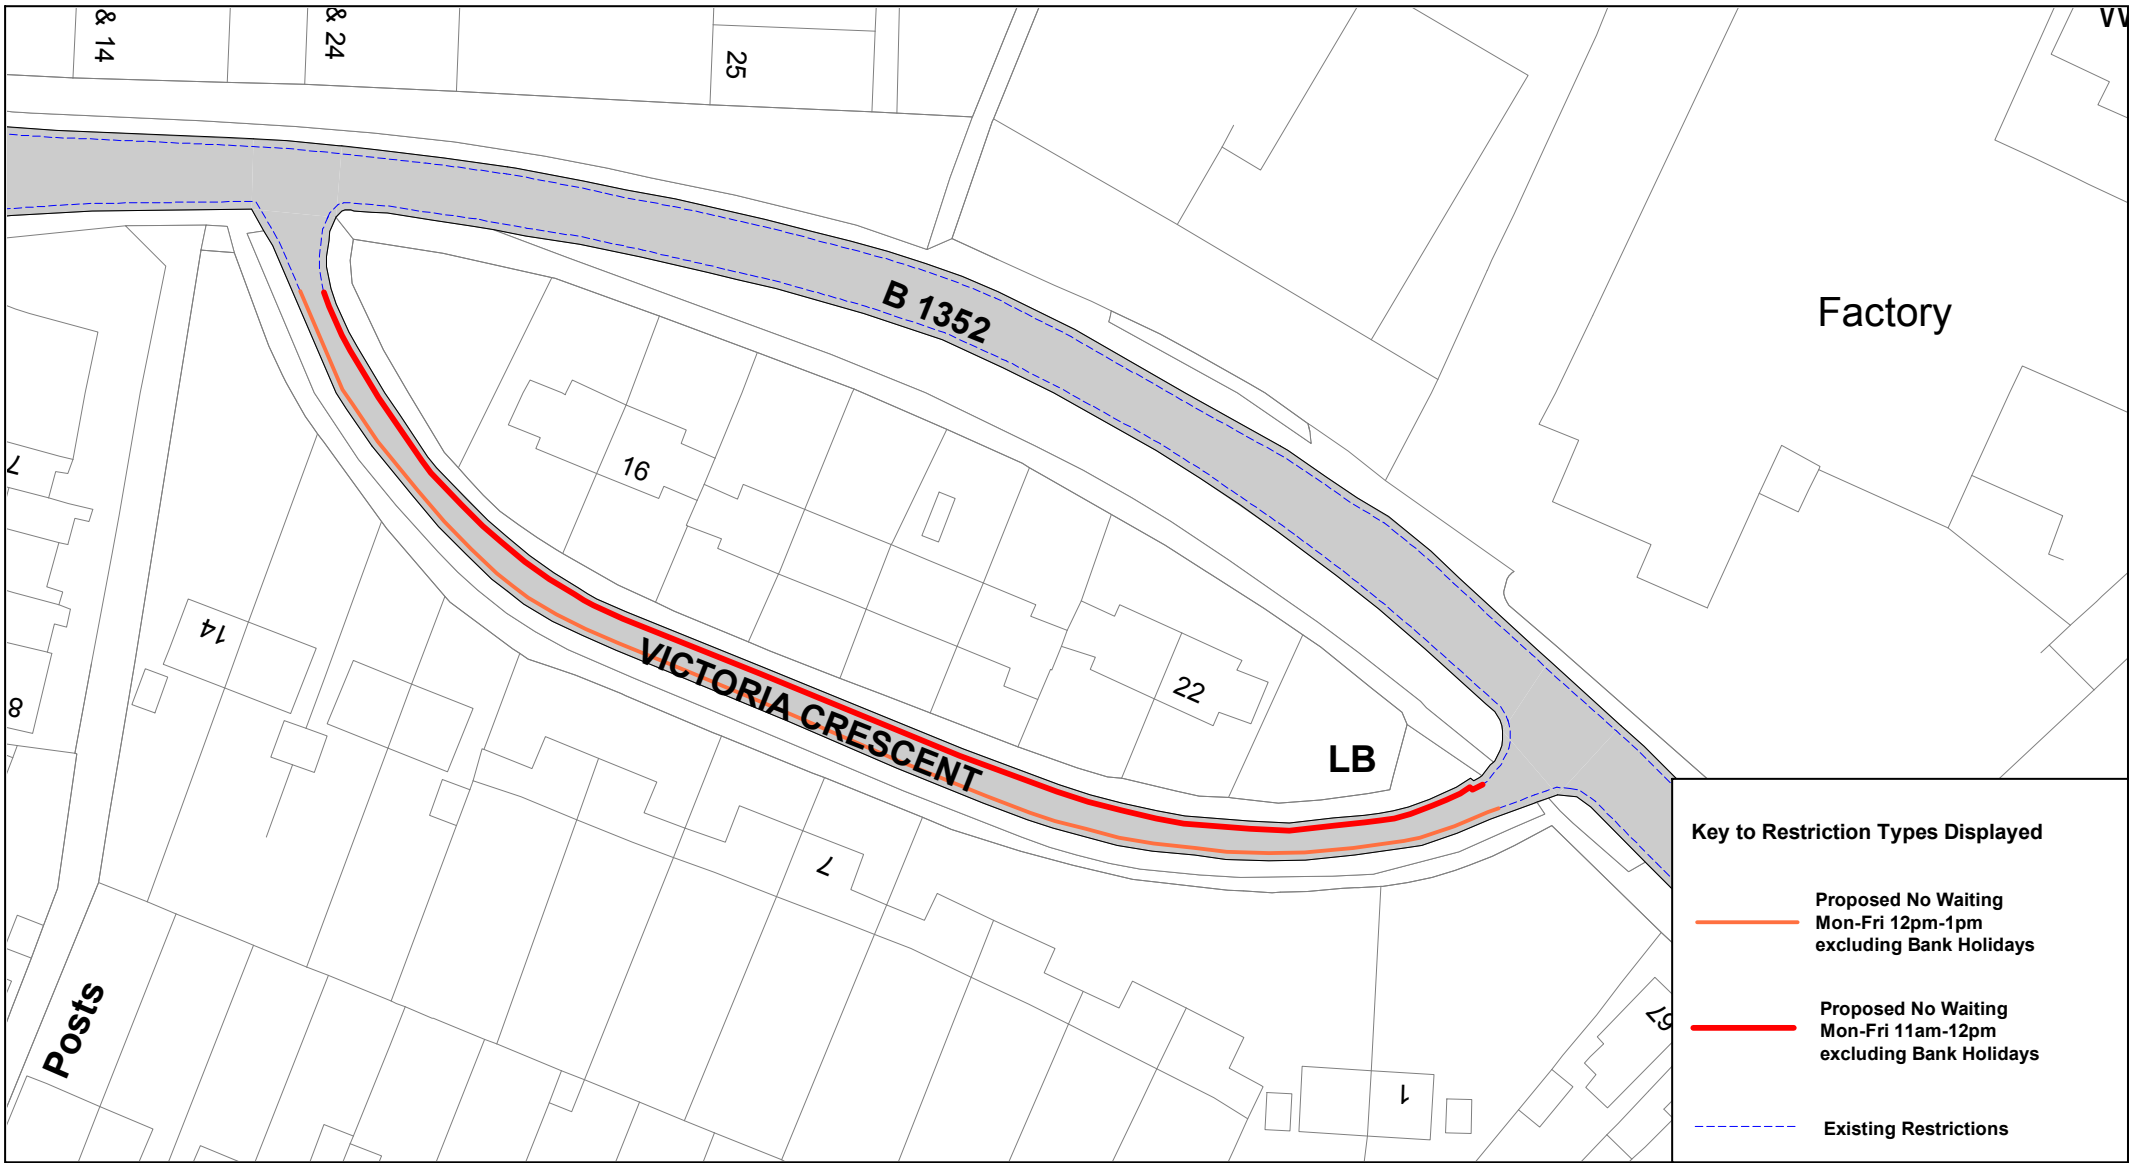 & 14
& 24
25
B 1352
Factory
7
16
14
8
22
VICTORIA CRESCENT
LB
7
Posts
1
67
Key to Restriction Types Displayed
Proposed No Waiting
Mon-Fri 12pm-1pm
excluding Bank Holidays
Proposed No Waiting
Mon-Fri 11am-12pm
excluding Bank Holidays
Existing Restrictions